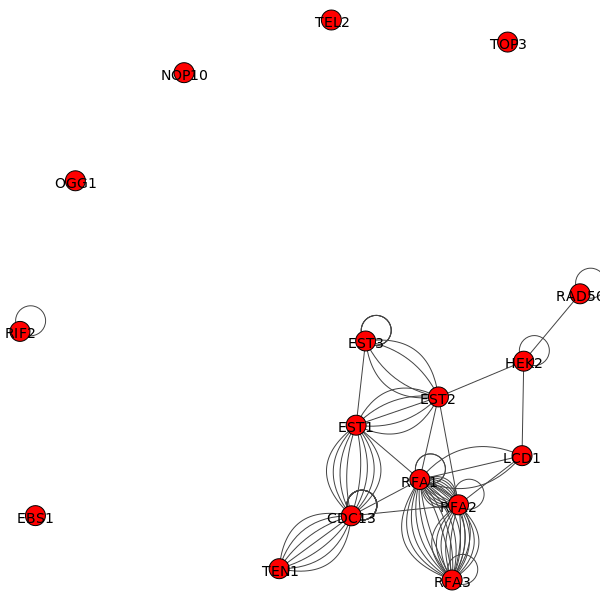 TEL2
TOP3
NOP10
OGG1
RAD56
RIF2
EST3
HEK2
EST2
EST1
LCD1
RFA1
RFA2
EBS1
CDC13
TEN1
RFA3